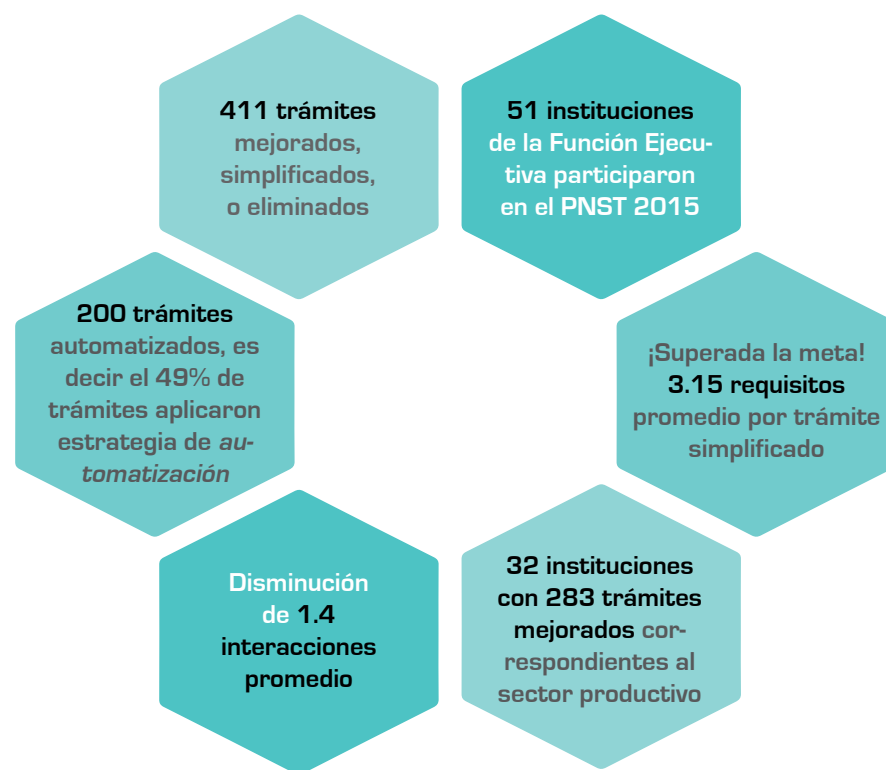 411 trámites
mejorados,
simplificados,
o eliminados
51 instituciones
de la Función Ejecu-
tiva participaron
en el PNST 2015
200 trámites
automatizados, es
decir el 49% de
trámites aplicaron
estrategia de au-
tomatización
¡Superada la meta!
3.15 requisitos
promedio por trámite
simplificado
Disminución
de 1.4
interacciones
promedio
32 instituciones
con 283 trámites
mejorados cor-
respondientes al
sector productivo